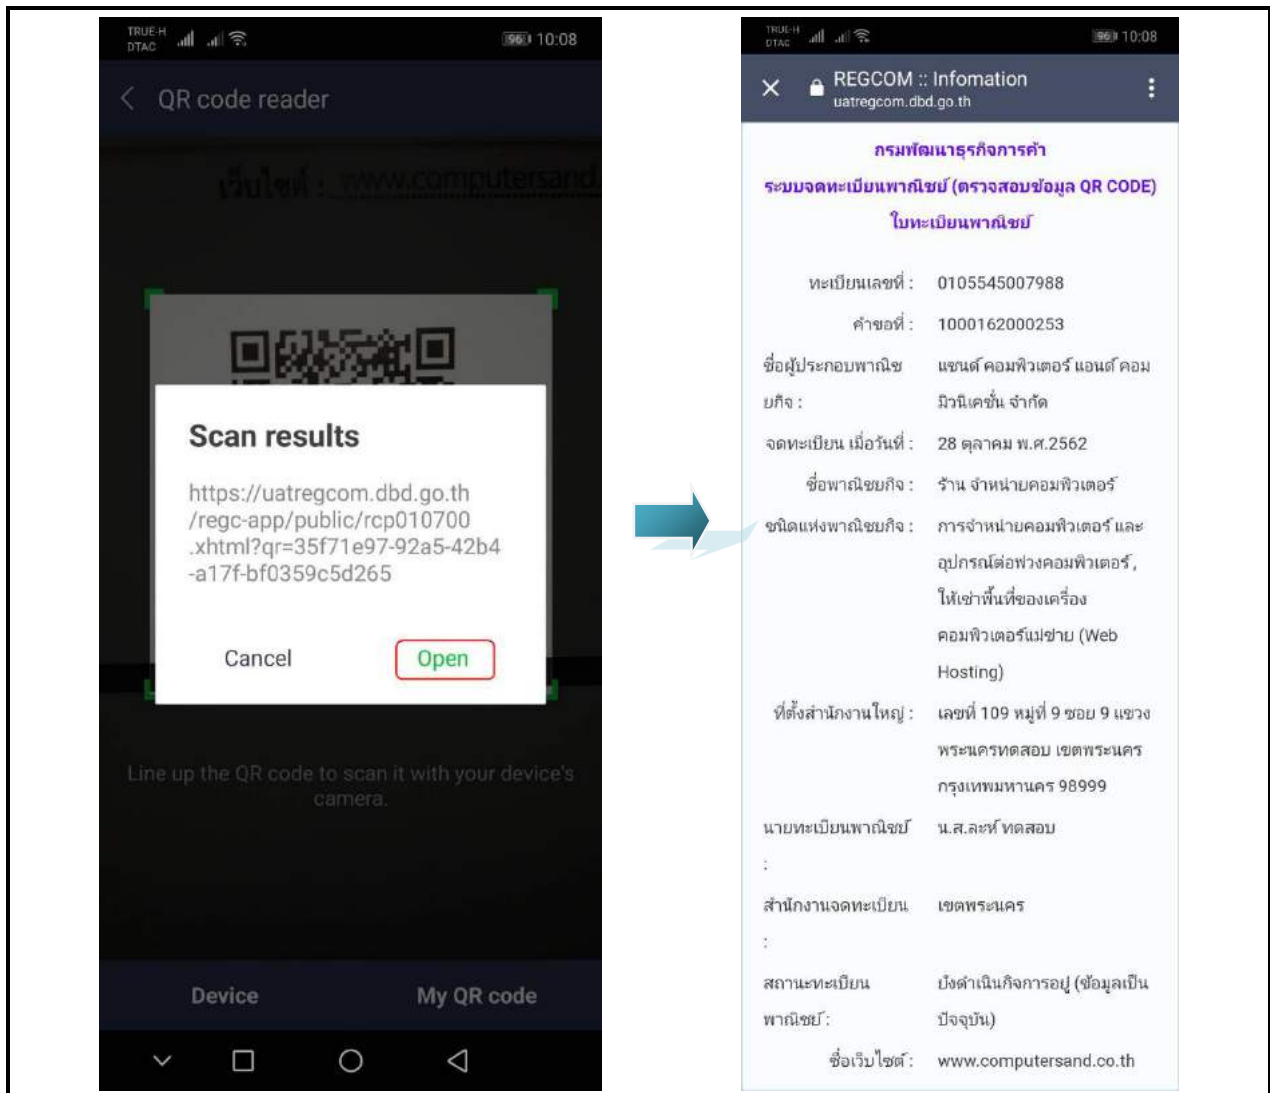 TRUE-H
DTAC
96 10:08
QR code reader
เว็บไซต์ : www.computersand.
Scan results
https://uatregcom.dbd.go.th
/regc-app/public/rcp010700
.xhtml?qr=35f71e97-92a5-42b4
-a17f-bf0359c5d265
Cancel
Open
Line up the QR code to scan it with your device's
camera.
Device
My QR code
TRUE-H
DTAC
96 10:08
REGCOM :: Infomation
uatregcom.dbd.go.th
กรมพัฒนาธุรกิจการค้า
ระบบจดทะเบียนพาณิชย์ (ตรวจสอบข้อมูล QR CODE)
ใบทะเบียนพาณิชย์
ทะเบียนเลขที่ : 0105545007988
คำขอที่ : 1000162000253
ชื่อผู้ประกอบพาณิช แซนด์ คอมพิวเตอร์ แอนด์ คอม
ยกิจ : มิวนิเคชั่น จำกัด
จดทะเบียน เมื่อวันที่ : 28 ตุลาคม พ.ศ.2562
ชื่อพาณิชยกิจ : ร้าน จำหน่ายคอมพิวเตอร์
ชนิดแห่งพาณิชยกิจ : การจำหน่ายคอมพิวเตอร์ และ
อุปกรณ์ต่อพ่วงคอมพิวเตอร์ ,
ให้เช่าพื้นที่ของเครื่อง
คอมพิวเตอร์แม่ข่าย (Web
Hosting)
ที่ตั้งสำนักงานใหญ่ : เลขที่ 109 หมู่ที่ 9 ซอย 9 แขวง
พระนครทดสอบ เขตพระนคร
กรุงเทพมหานคร 98999
นายทะเบียนพาณิชย์ น.ส.ละห์ ทดสอบ
:
สำนักงานจดทะเบียน เขตพระนคร
:
สถานะทะเบียน ยังดำเนินกิจการอยู่ (ข้อมูลเป็น
พาณิชย์ : ปัจจุบัน)
ชื่อเว็บไซต์ : www.computersand.co.th